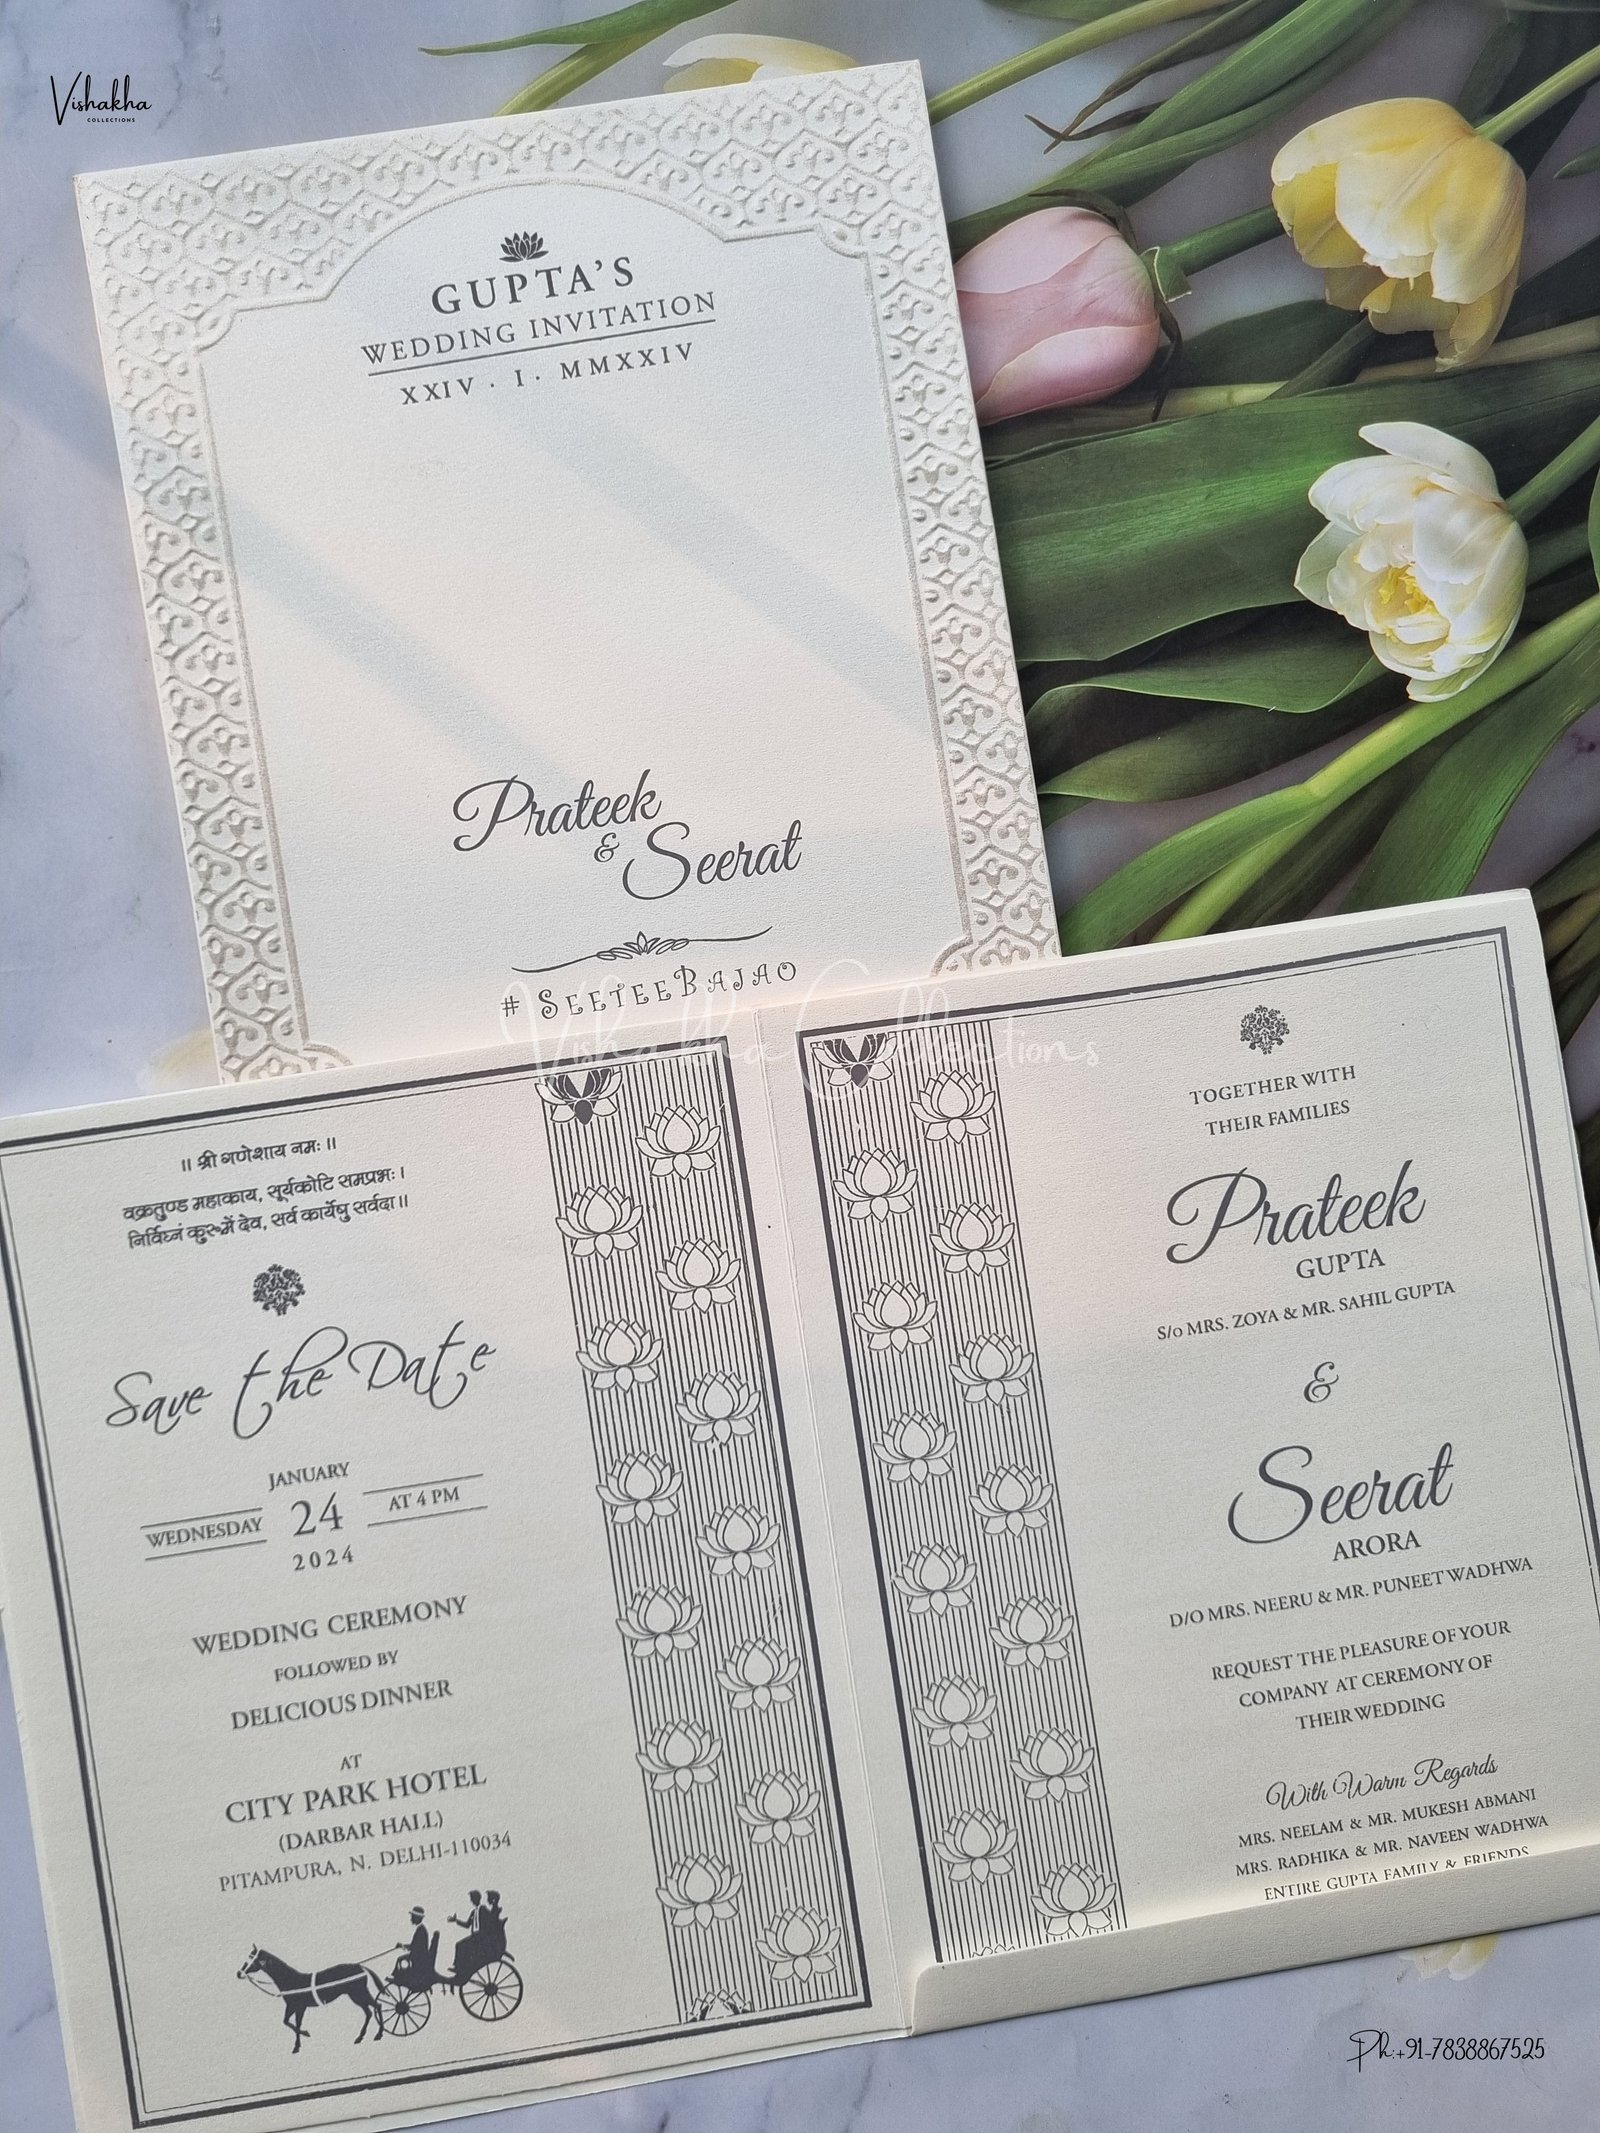 Vishakha
COLLECTIONS
GUPTA'S
WEDDING INVITATION
XXIV . I . MMXXIV
Prateek
&
Seerat
# SEETEEBAJAO
Vishakha Collections
॥ श्री गणेशाय नमः ॥
वक्रतुण्ड महाकाय, सूर्यकोटि समप्रभः ।
निर्विघ्नं कुरूमें देव, सर्व कार्येषु सर्वदा ॥
Save the Date
JANUARY
WEDNESDAY 24 AT 4 PM
2024
WEDDING CEREMONY
FOLLOWED BY
DELICIOUS DINNER
AT
CITY PARK HOTEL
(DARBAR HALL)
PITAMPURA, N. DELHI-110034
TOGETHER WITH
THEIR FAMILIES
Prateek
GUPTA
S/o MRS. ZOYA & MR. SAHIL GUPTA
&
Seerat
ARORA
D/O MRS. NEERU & MR. PUNEET WADHWA
REQUEST THE PLEASURE OF YOUR
COMPANY AT CEREMONY OF
THEIR WEDDING
With Warm Regards
MRS. NEELAM & MR. MUKESH ABMANI
MRS. RADHIKA & MR. NAVEEN WADHWA
ENTIRE GUPTA FAMILY & FRIENDS
Ph:+91-7838867525